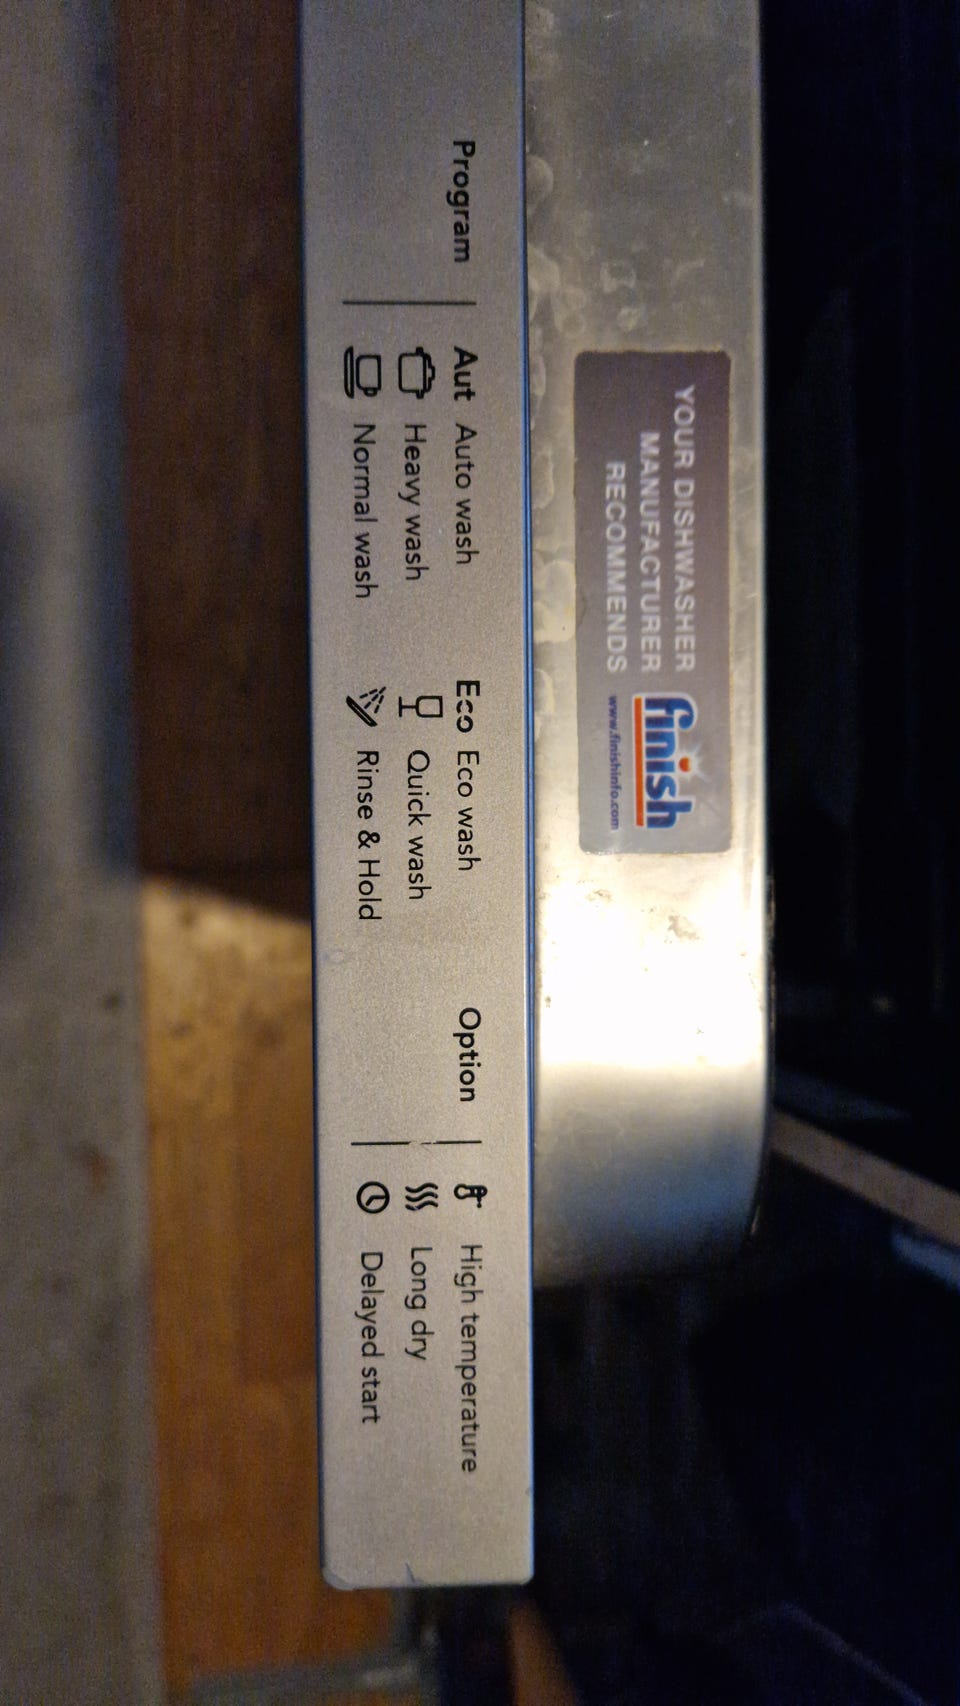 YOUR DISHWASHER
MANUFACTURER
RECOMMENDS
finish
www.finishinfo.com
Program
Aut Auto wash
Heavy wash
Normal wash
Eco Eco wash
Quick wash
Rinse & Hold
Option
High temperature
Long dry
Delayed start